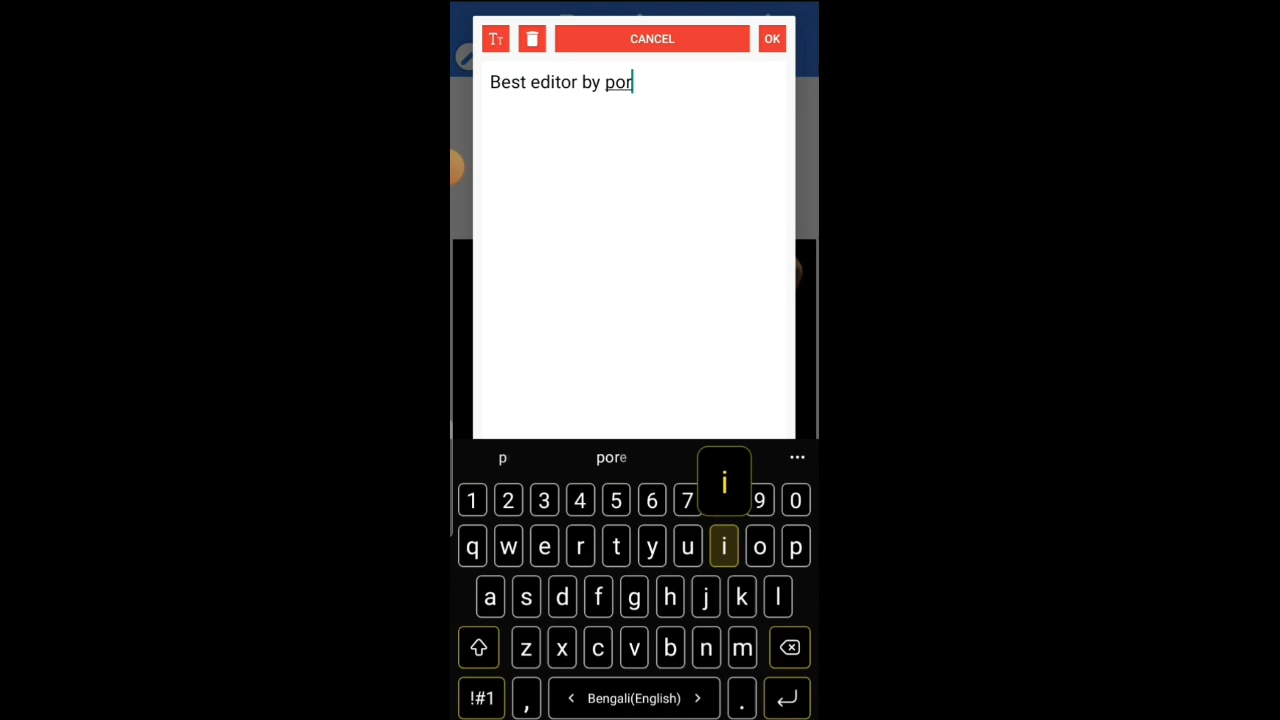 Tt CANCEL OK
Best editor by por
p pore ...
i
1 2 3 4 5 6 7 9 0
q w e r t y u i o p
a s d f g h j k l
z x c v b n m
!#1 , < Bengali(English) > .